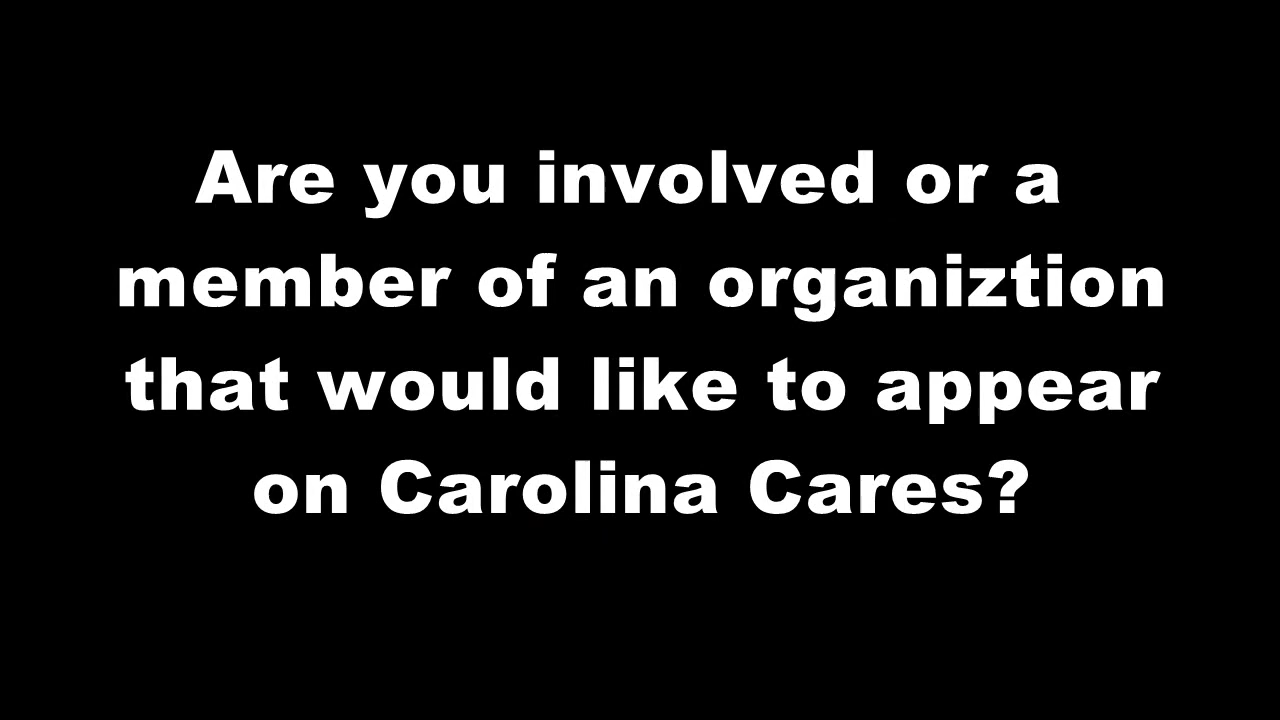 Are you involved or a
member of an organiztion
that would like to appear
on Carolina Cares?